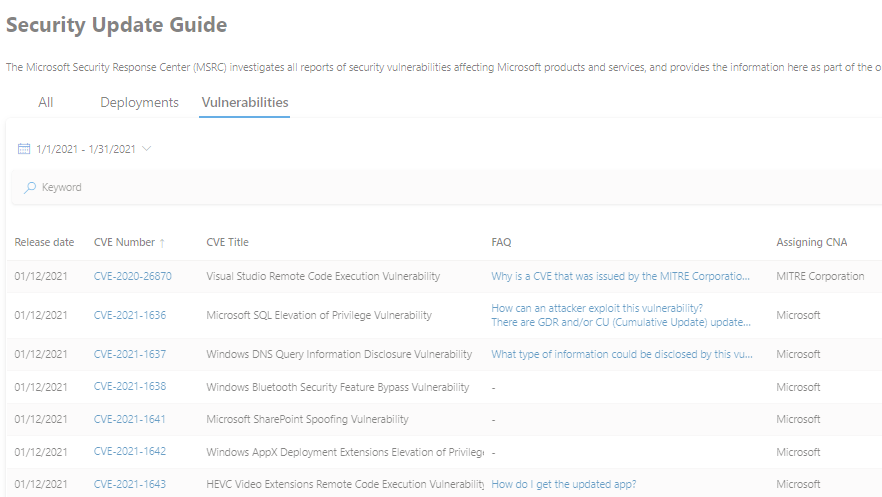 Security Update Guide
The Microsoft Security Response Center (MSRC) investigates all reports of security vulnerabilities affecting Microsoft products and services, and provides the information here as part of the o
All Deployments Vulnerabilities
1/1/2021 - 1/31/2021
Keyword
Release date CVE Number ↑ CVE Title FAQ Assigning CNA
01/12/2021 CVE-2020-26870 Visual Studio Remote Code Execution Vulnerability Why is a CVE that was issued by the MITRE Corporatio... MITRE Corporation
01/12/2021 CVE-2021-1636 Microsoft SQL Elevation of Privilege Vulnerability How can an attacker exploit this vulnerability? Microsoft
There are GDR and/or CU (Cumulative Update) update...
01/12/2021 CVE-2021-1637 Windows DNS Query Information Disclosure Vulnerability What type of information could be disclosed by this vu... Microsoft
01/12/2021 CVE-2021-1638 Windows Bluetooth Security Feature Bypass Vulnerability - Microsoft
01/12/2021 CVE-2021-1641 Microsoft SharePoint Spoofing Vulnerability - Microsoft
01/12/2021 CVE-2021-1642 Windows AppX Deployment Extensions Elevation of Privileg - Microsoft
01/12/2021 CVE-2021-1643 HEVC Video Extensions Remote Code Execution Vulnerability How do I get the updated app? Microsoft